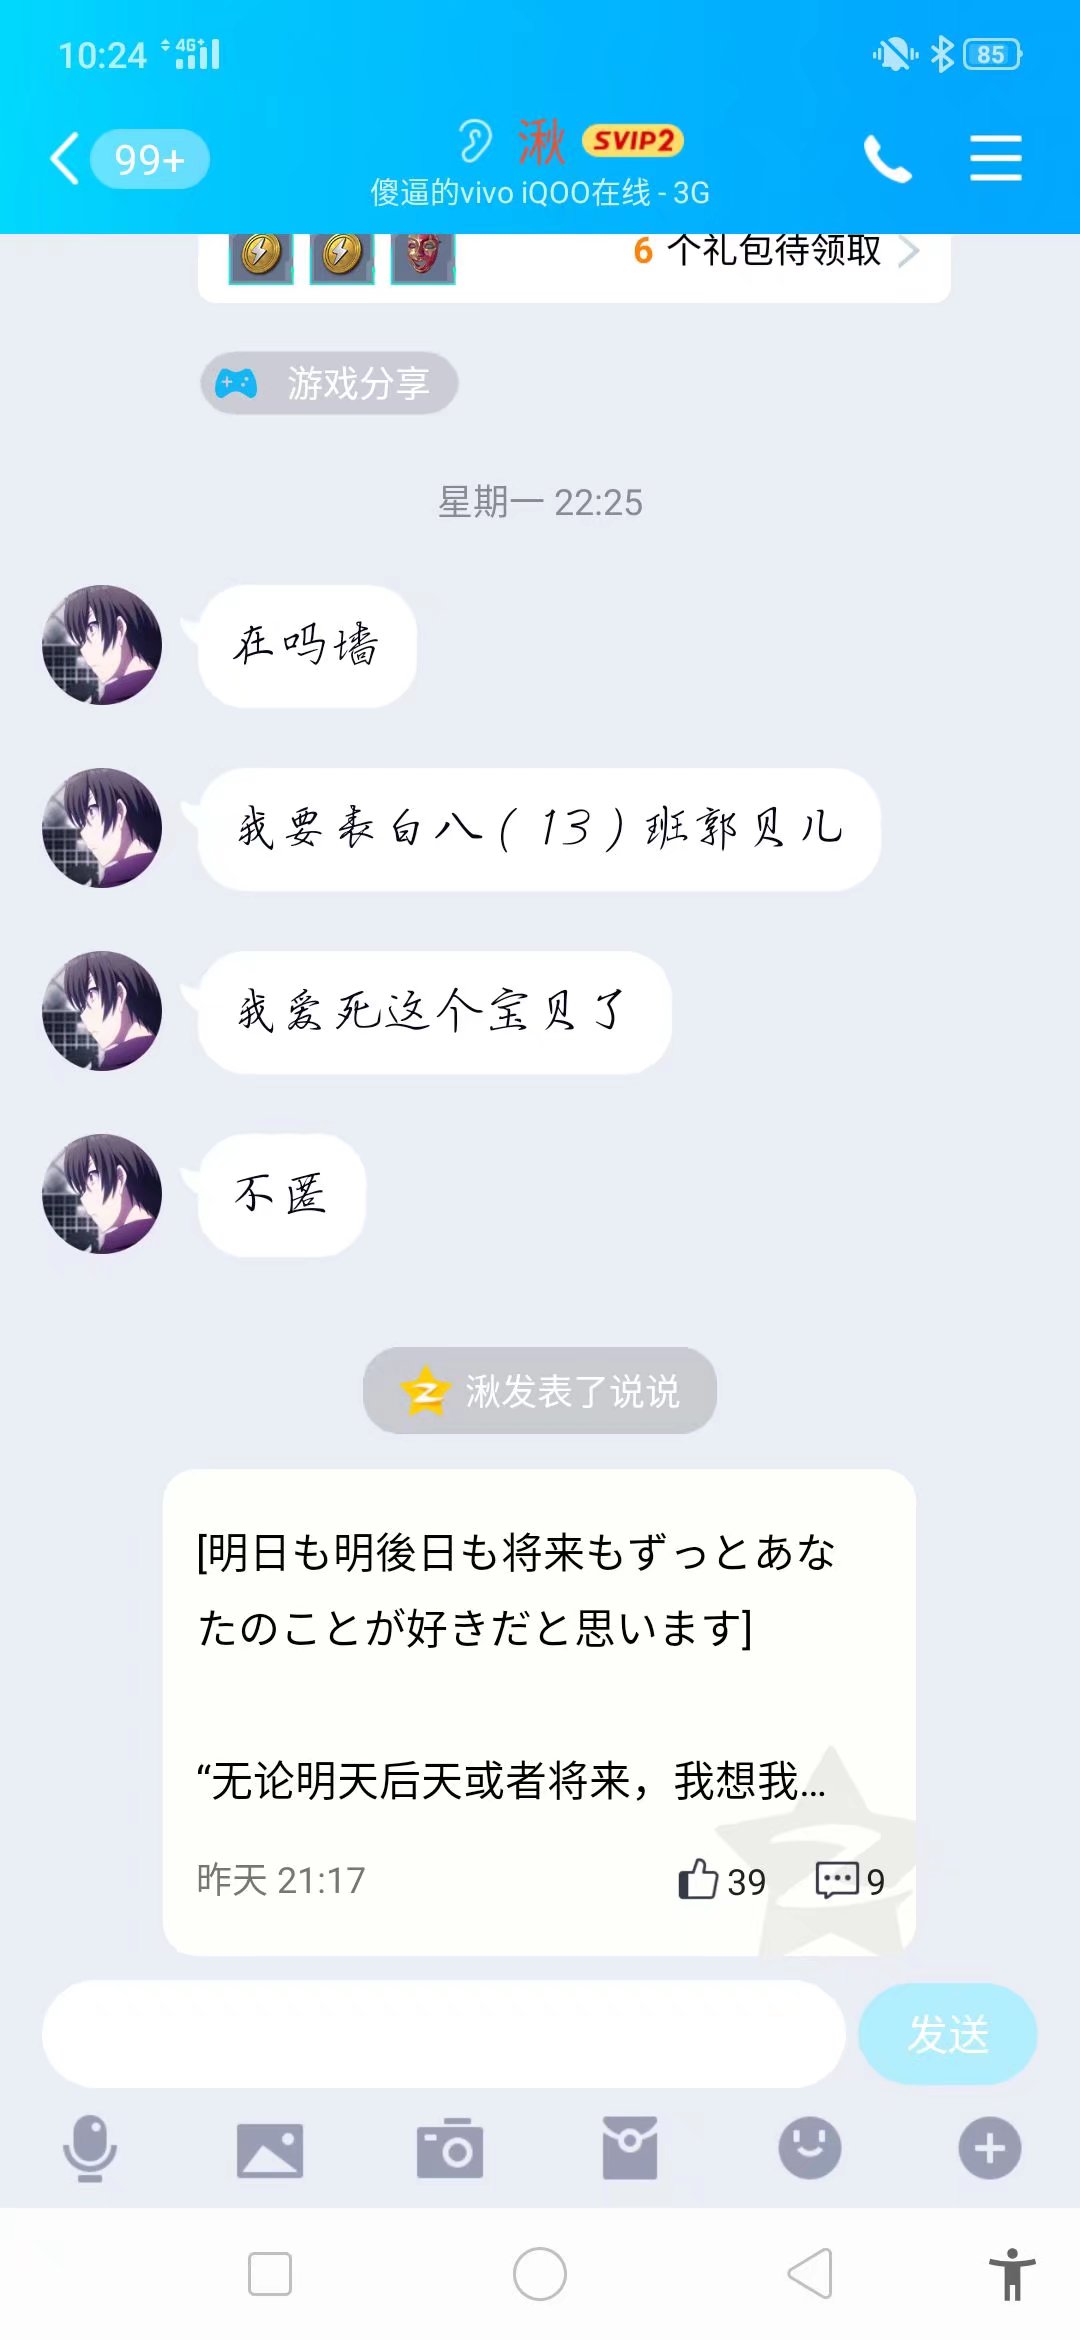 10:24 4G+ 85
99+ 湫 SVIP2
傻逼的vivo iQOO在线 - 3G
6 个礼包待领取
游戏分享
星期一 22:25
在吗墙
我要表白八（13）班郭贝儿
我爱死这个宝贝了
不匿
湫发表了说说
[明日も明後日も将来もずっとあな
たのことが好きだと思います]
“无论明天后天或者将来，我想我...
昨天 21:17 39 9
发送